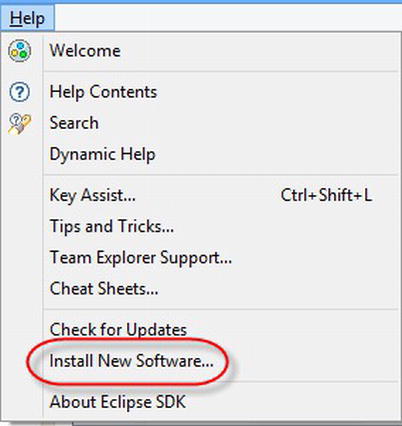 Help
Welcome
Help Contents
Search
Dynamic Help
Key Assist... Ctrl+Shift+L
Tips and Tricks...
Team Explorer Support...
Cheat Sheets...
Check for Updates
Install New Software...
About Eclipse SDK